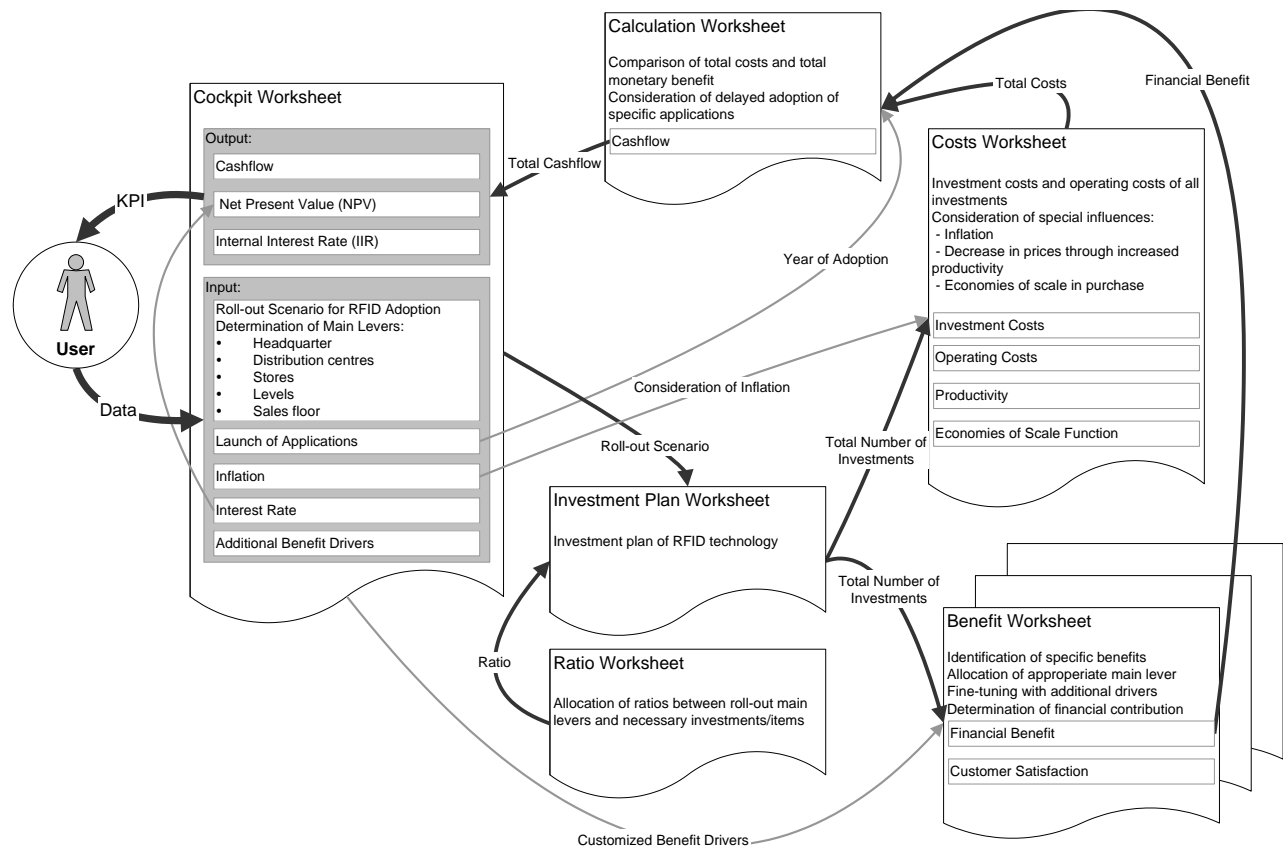 Calculation Worksheet
Comparison of total costs and total
monetary benefit
Consideration of delayed adoption of
specific applications
Cashflow
Total Costs
Financial Benefit
Cockpit Worksheet
Output:
Cashflow
Net Present Value (NPV)
Internal Interest Rate (IIR)
Total Cashflow
KPI
User
Data
Input:
Roll-out Scenario for RFID Adoption
Determination of Main Levers:
• Headquarter
• Distribution centres
• Stores
• Levels
• Sales floor
Launch of Applications
Inflation
Interest Rate
Additional Benefit Drivers
Year of Adoption
Consideration of Inflation
Roll-out Scenario
Costs Worksheet
Investment costs and operating costs of all
investments
Consideration of special influences:
- Inflation
- Decrease in prices through increased
productivity
- Economies of scale in purchase
Investment Costs
Operating Costs
Productivity
Economies of Scale Function
Total Number of
Investments
Investment Plan Worksheet
Investment plan of RFID technology
Total Number of
Investments
Ratio
Ratio Worksheet
Allocation of ratios between roll-out main
levers and necessary investments/items
Benefit Worksheet
Identification of specific benefits
Allocation of approperiate main lever
Fine-tuning with additional drivers
Determination of financial contribution
Financial Benefit
Customer Satisfaction
Customized Benefit Drivers